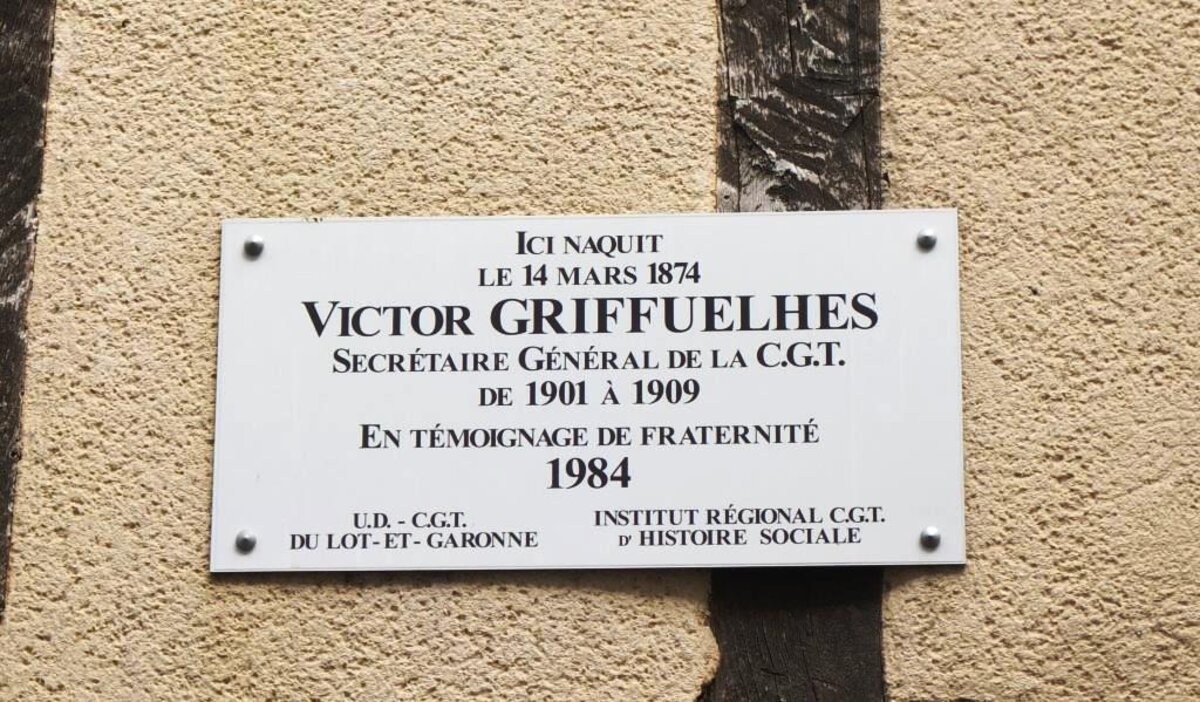 ICI NAQUIT
LE 14 MARS 1874
VICTOR GRIFFUELHES
SECRÉTAIRE GÉNÉRAL DE LA C.G.T.
DE 1901 À 1909
EN TÉMOIGNAGE DE FRATERNITÉ
1984
U.D. - C.G.T.
DU LOT-ET-GARONNE
INSTITUT RÉGIONAL C.G.T.
D' HISTOIRE SOCIALE